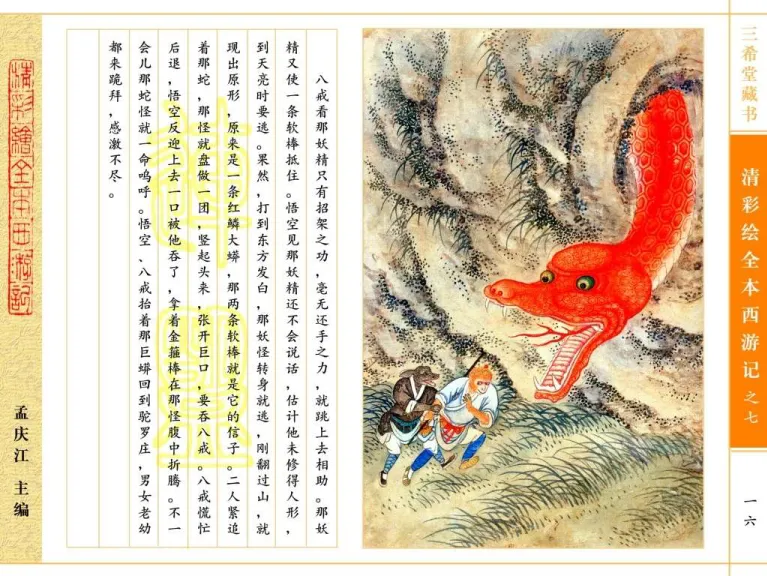 三希堂藏书
清彩绘全本西游记之七
一六
八戒看那妖精只有招架之功，毫无还手之力，就跳上去相助。那妖
精又使一条软棒抵住。悟空见那妖精还不会说话，估计他未修得人形，
到天亮时要逃。果然，打到东方发白，那妖怪转身就逃，刚翻过山，就
现出原形，原来是一条红鳞大蟒，那两条软棒就是它的信子。二人紧追
着那蛇，那怪就盘做一团，竖起头来，张开巨口，要吞八戒。八戒慌忙
后退，悟空反迎上去一口被他吞了，拿着金箍棒在那怪腹中折腾。不一
会儿那蛇怪就一命呜呼。悟空、八戒抬着那巨蟒回到驼罗庄，男女老幼
都来跪拜，感激不尽。
清彩绘全本西游记
孟庆江 主编